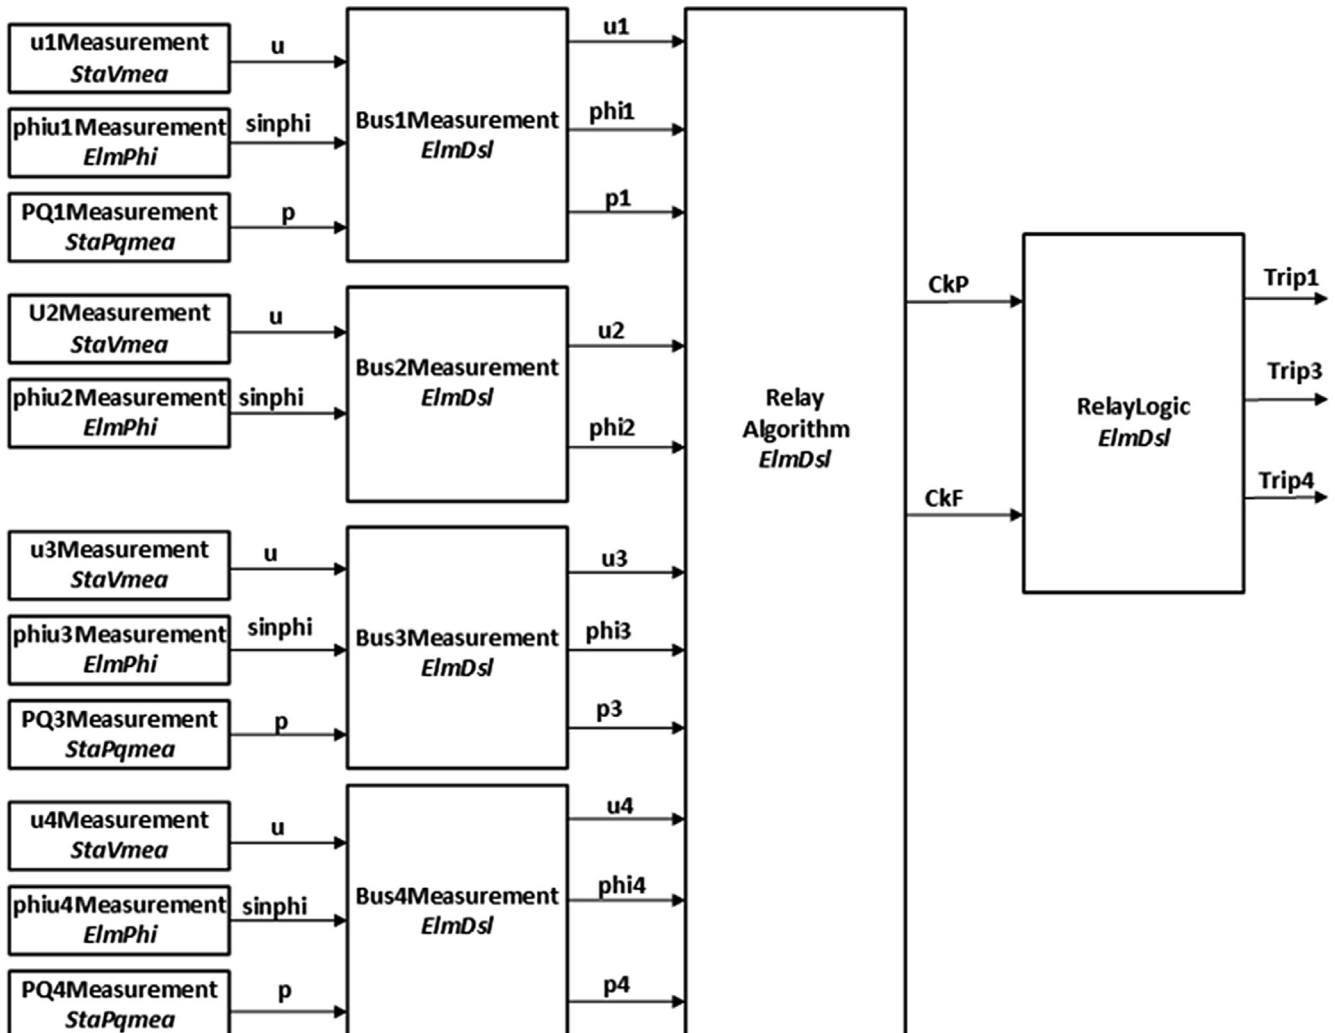 u1Measurement
StaVmea
u
phiu1Measurement
ElmPhi
sinphi
PQ1Measurement
StaPqmea
p
Bus1Measurement
ElmDsl
u1
phi1
p1
U2Measurement
StaVmea
u
phiu2Measurement
ElmPhi
sinphi
Bus2Measurement
ElmDsl
u2
phi2
u3Measurement
StaVmea
u
phiu3Measurement
ElmPhi
sinphi
PQ3Measurement
StaPqmea
p
Bus3Measurement
ElmDsl
u3
phi3
p3
u4Measurement
StaVmea
u
phiu4Measurement
ElmPhi
sinphi
PQ4Measurement
StaPqmea
p
Bus4Measurement
ElmDsl
u4
phi4
p4
Relay
Algorithm
ElmDsl
CkP
CkF
RelayLogic
ElmDsl
Trip1
Trip3
Trip4